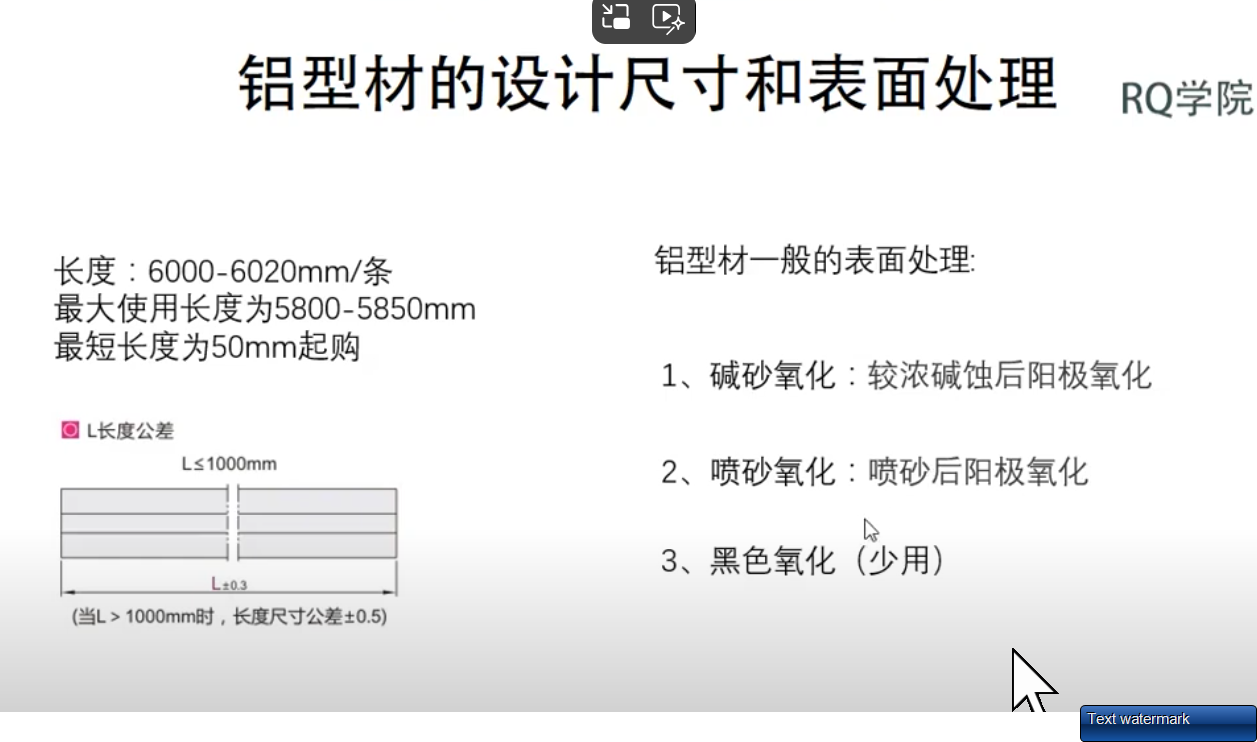 铝型材的设计尺寸和表面处理
RQ学院
长度：6000-6020mm/条
最大使用长度为5800-5850mm
最短长度为50mm起购
L长度公差
L≤1000mm
L±0.3
(当L > 1000mm时，长度尺寸公差±0.5)
铝型材一般的表面处理:
1、碱砂氧化：较浓碱蚀后阳极氧化
2、喷砂氧化：喷砂后阳极氧化
3、黑色氧化（少用）
Text watermark